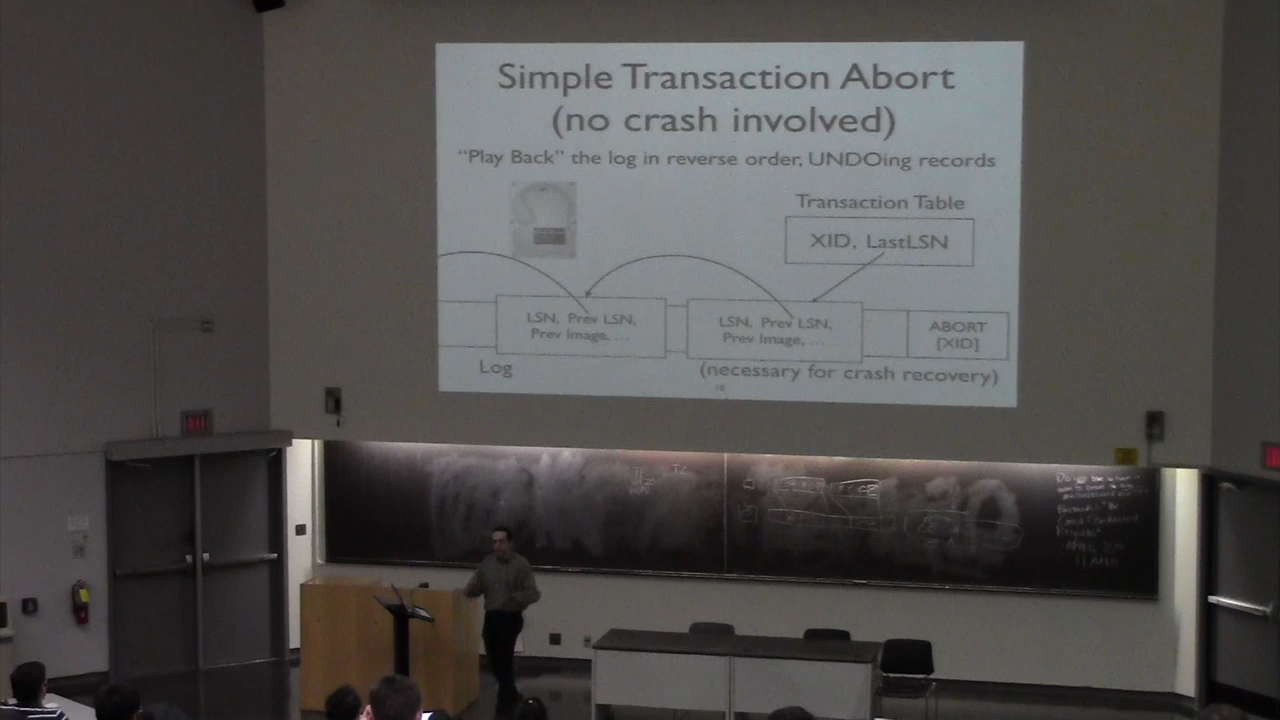 Simple Transaction Abort
(no crash involved)
"Play Back" the log in reverse order, UNDOing records
Transaction Table
XID, LastLSN
LSN, Prev LSN,
Prev Image, ...
LSN, Prev LSN,
Prev Image, ...
ABORT
[XID]
Log
(necessary for crash recovery)
18